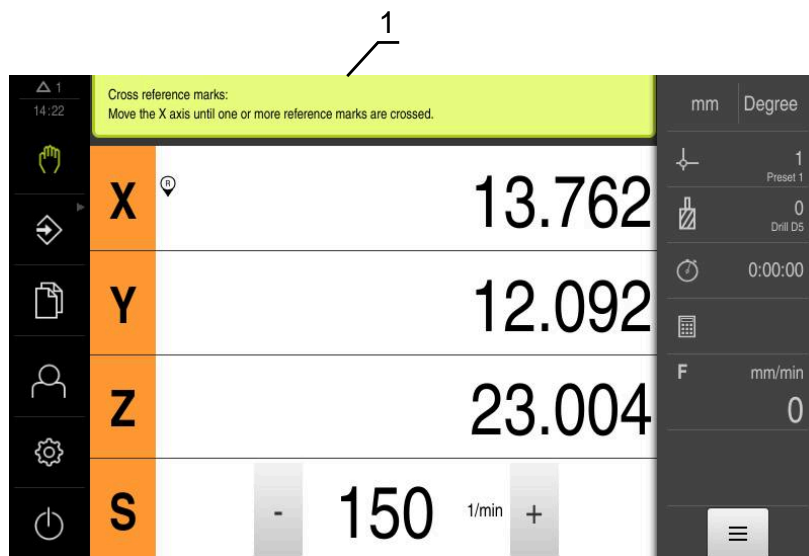 1
1
14:22
Cross reference marks:
Move the X axis until one or more reference marks are crossed.
mm Degree
1
Preset 1
0
Drill D5
0:00:00
F mm/min
0
X R 13.762
Y 12.092
Z 23.004
S - 150 1/min +